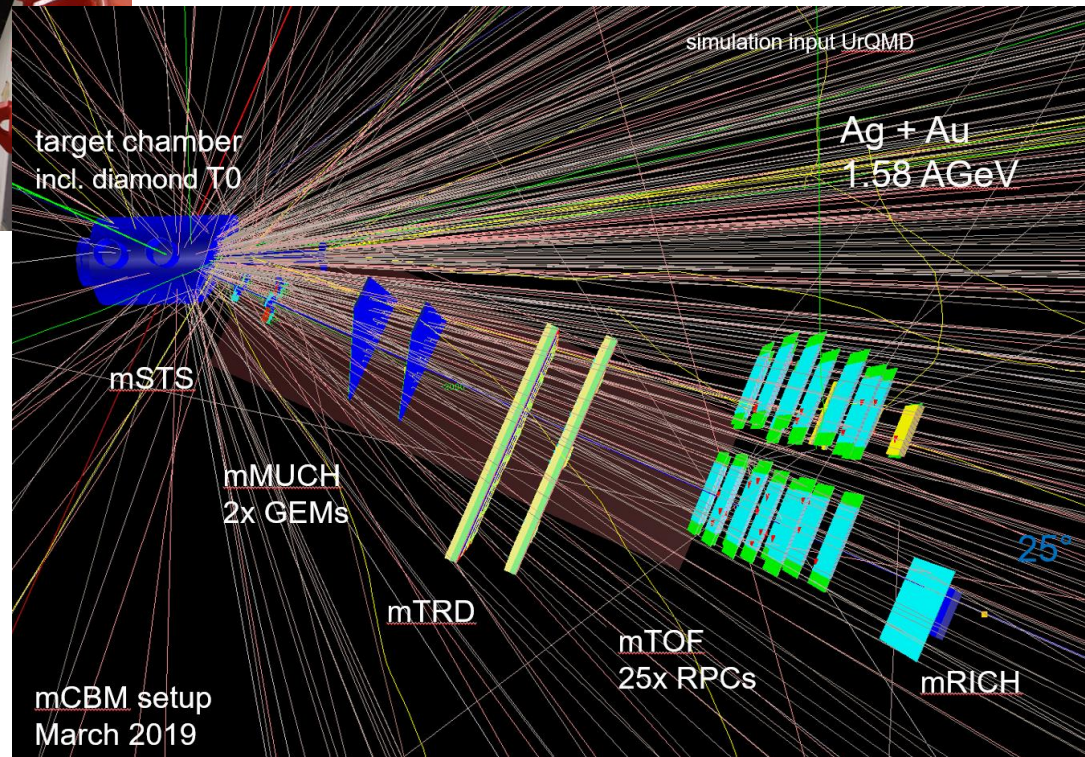 simulation input UrQMD
target chamber
incl. diamond T0
Ag + Au
1.58 AGeV
mSTS
mMUCH
2x GEMs
mTRD
mTOF
25x RPCs
25°
mRICH
mCBM setup
March 2019